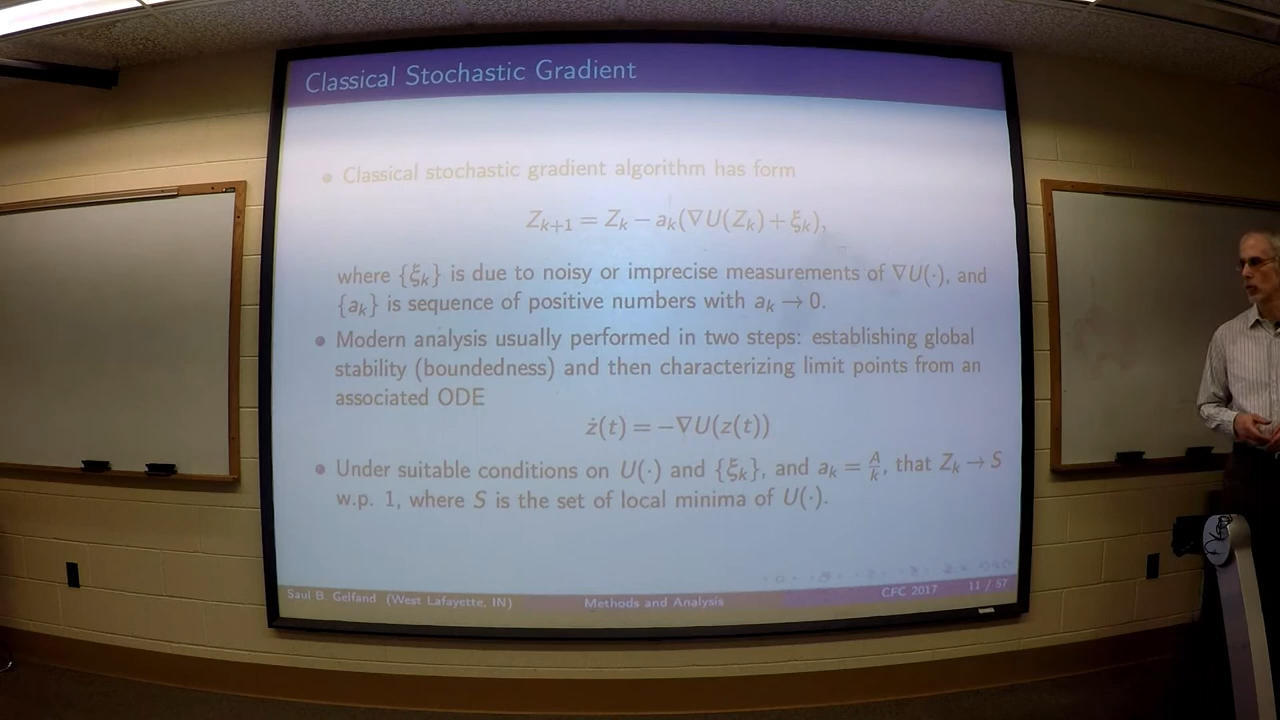 Classical Stochastic Gradient
• Classical stochastic gradient algorithm has form
Z_{k+1} = Z_k − a_k(∇U(Z_k) + ξ_k),
where {ξ_k} is due to noisy or imprecise measurements of ∇U(·), and
{a_k} is sequence of positive numbers with a_k → 0.
• Modern analysis usually performed in two steps: establishing global
stability (boundedness) and then characterizing limit points from an
associated ODE
ż(t) = −∇U(z(t))
• Under suitable conditions on U(·) and {ξ_k}, and a_k = A/k, that Z_k → S
w.p. 1, where S is the set of local minima of U(·).
Saul B. Gelfand (West Lafayette, IN) Methods and Analysis CFC 2017 11 / 57